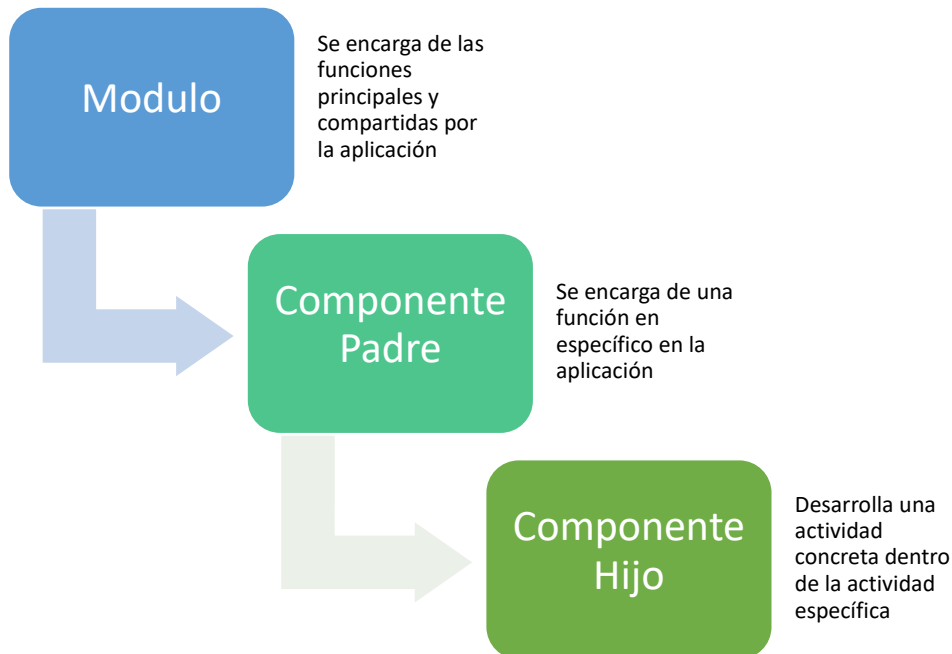 Modulo
Se encarga de las
funciones
principales y
compartidas por
la aplicación
Componente
Padre
Se encarga de una
función en
específico en la
aplicación
Componente
Hijo
Desarrolla una
actividad
concreta dentro
de la actividad
específica